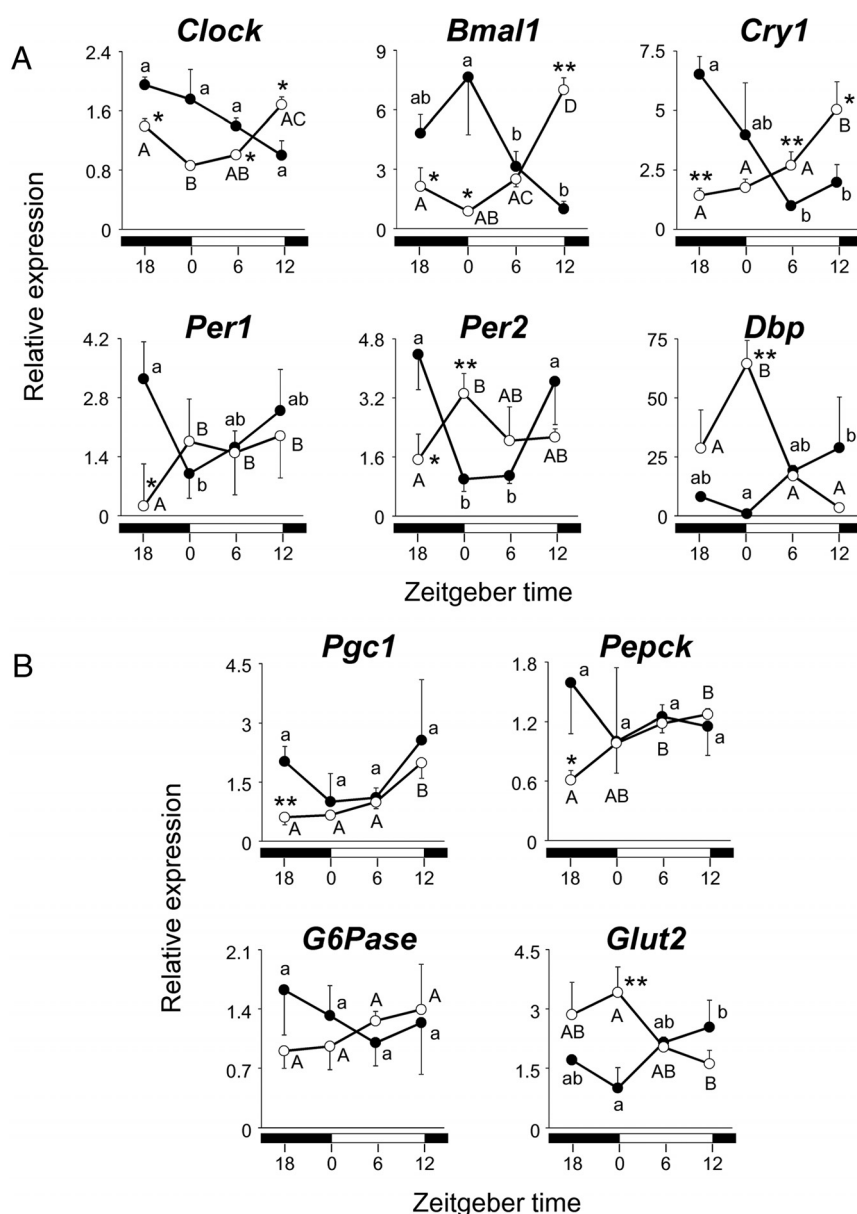 A
Clock
Bmal1
Cry1
2.4
1.6
0.8
0
a
a
a
*
*
A
B
AB
*
AC
a
18
0
6
12
9
6
3
0
ab
a
**
D
*
A
*
AB
b
AC
b
18
0
6
12
7.5
5
2.5
0
a
ab
*
B
**
A
**
A
A
b
b
18
0
6
12
Relative expression
Per1
Per2
Dbp
4.2
2.8
1.4
0
a
B
ab
ab
*
A
b
B
B
18
0
6
12
4.8
3.2
1.6
0
a
**
B
AB
a
A
*
b
b
AB
18
0
6
12
75
50
25
0
**
B
A
ab
a
ab
b
A
A
18
0
6
12
Zeitgeber time
B
Pgc1
Pepck
4.5
3
1.5
0
a
a
a
a
**
A
A
A
B
18
0
6
12
1.8
1.2
0.6
0
a
a
a
B
*
A
AB
B
a
18
0
6
12
Relative expression
G6Pase
Glut2
2.1
1.4
0.7
0
a
a
A
A
A
A
a
a
18
0
6
12
4.5
3
1.5
0
**
AB
A
ab
b
ab
a
AB
B
18
0
6
12
Zeitgeber time